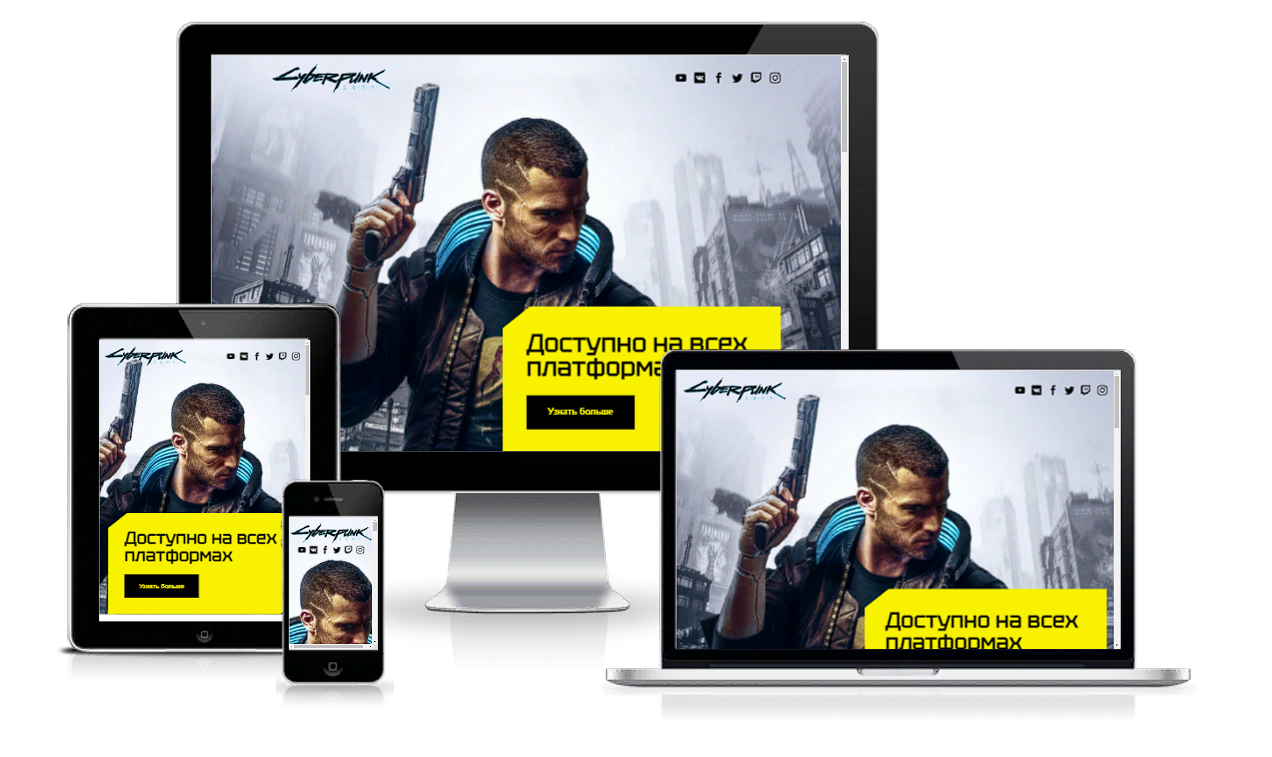 Cyberpunk
2077
Доступно на всех
платформа
Узнать больше
Cyberpunk
Доступно на всех
платформах
Узнать больше
Cyberpunk
Cyberpunk
2077
Доступно на всех
платформах